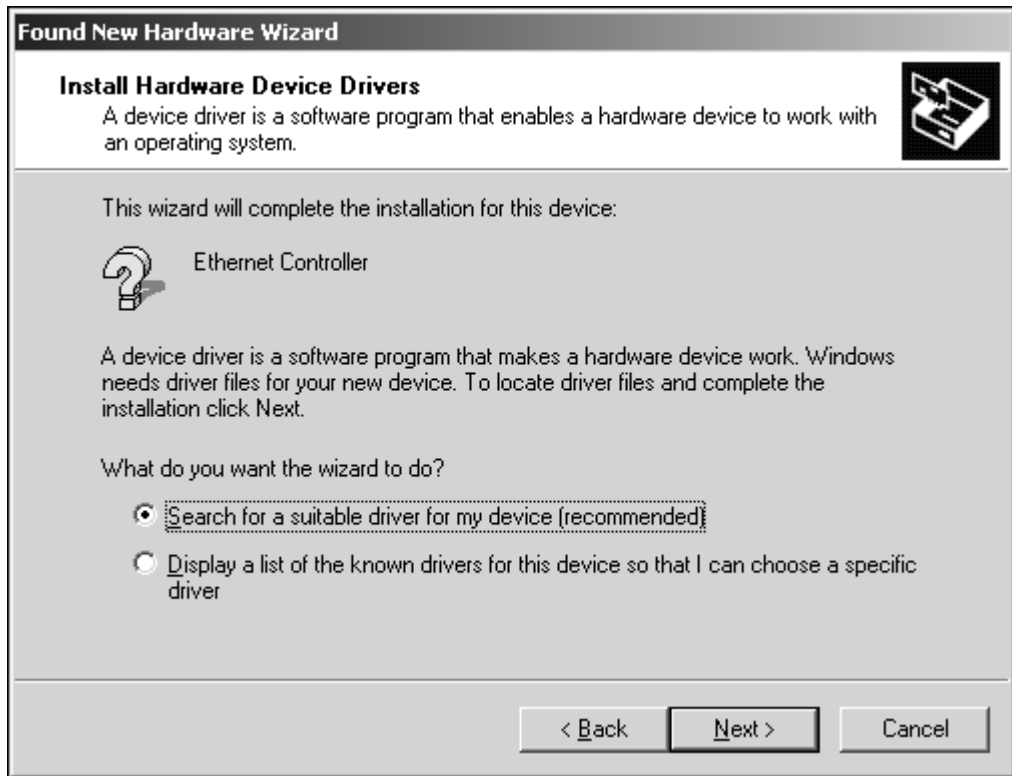 Found New Hardware Wizard
Install Hardware Device Drivers
A device driver is a software program that enables a hardware device to work with
an operating system.
This wizard will complete the installation for this device:
Ethernet Controller
A device driver is a software program that makes a hardware device work. Windows
needs driver files for your new device. To locate driver files and complete the
installation click Next.
What do you want the wizard to do?
Search for a suitable driver for my device (recommended)
Display a list of the known drivers for this device so that I can choose a specific
driver
< Back
Next >
Cancel